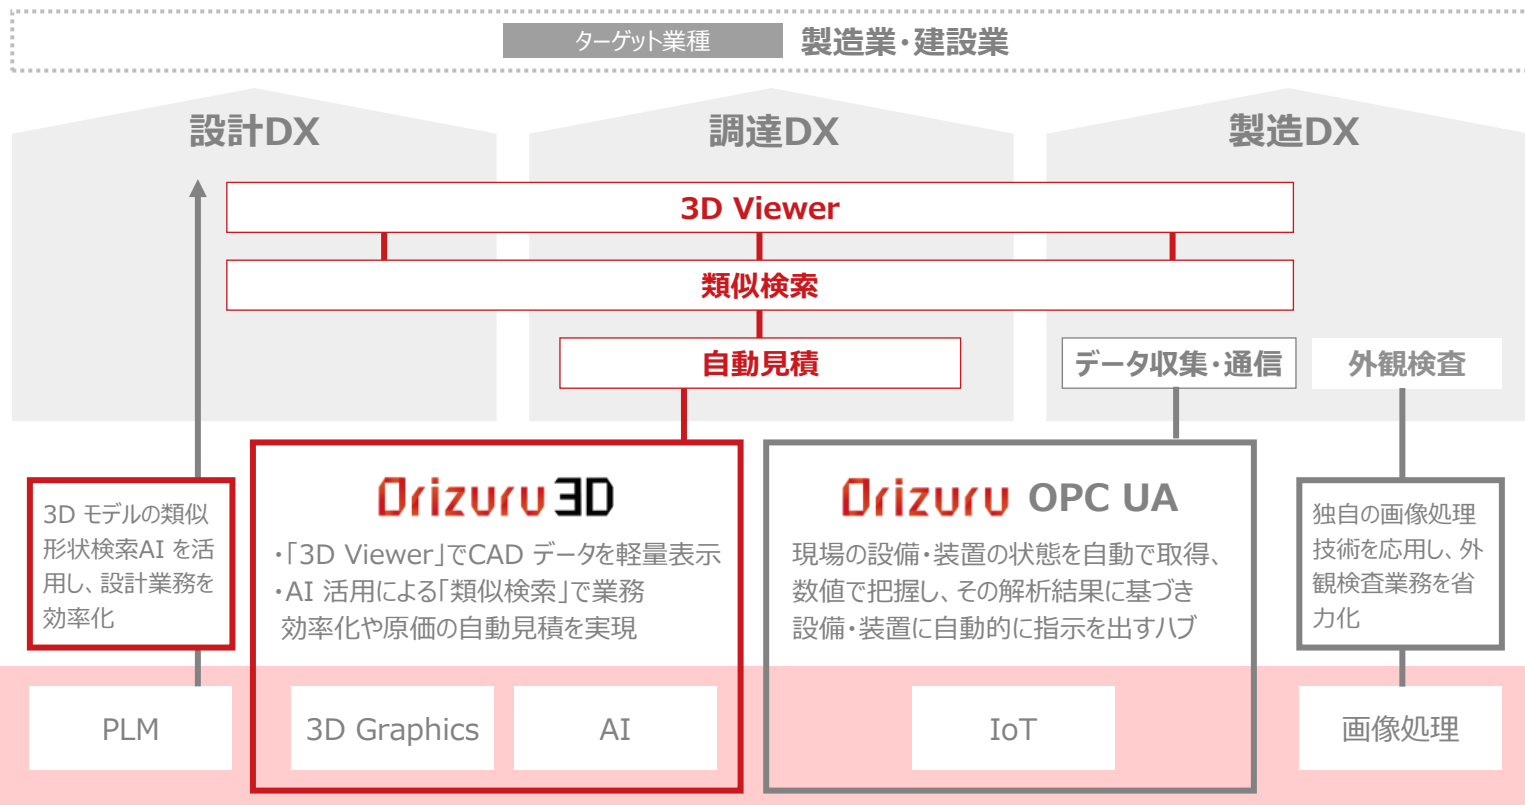 ターゲット業種
製造業・建設業
設計DX
調達DX
製造DX
3D Viewer
類似検索
自動見積
データ収集・通信
外観検査
3D モデルの類似
形状検索AI を活
用し、設計業務を
効率化
Orizuru 3D
・「3D Viewer」でCAD データを軽量表示
・AI 活用による「類似検索」で業務
効率化や原価の自動見積を実現
Orizuru OPC UA
現場の設備・装置の状態を自動で取得、
数値で把握し、その解析結果に基づき
設備・装置に自動的に指示を出すハブ
独自の画像処理
技術を応用し、外
観検査業務を省
力化
PLM
3D Graphics
AI
IoT
画像処理